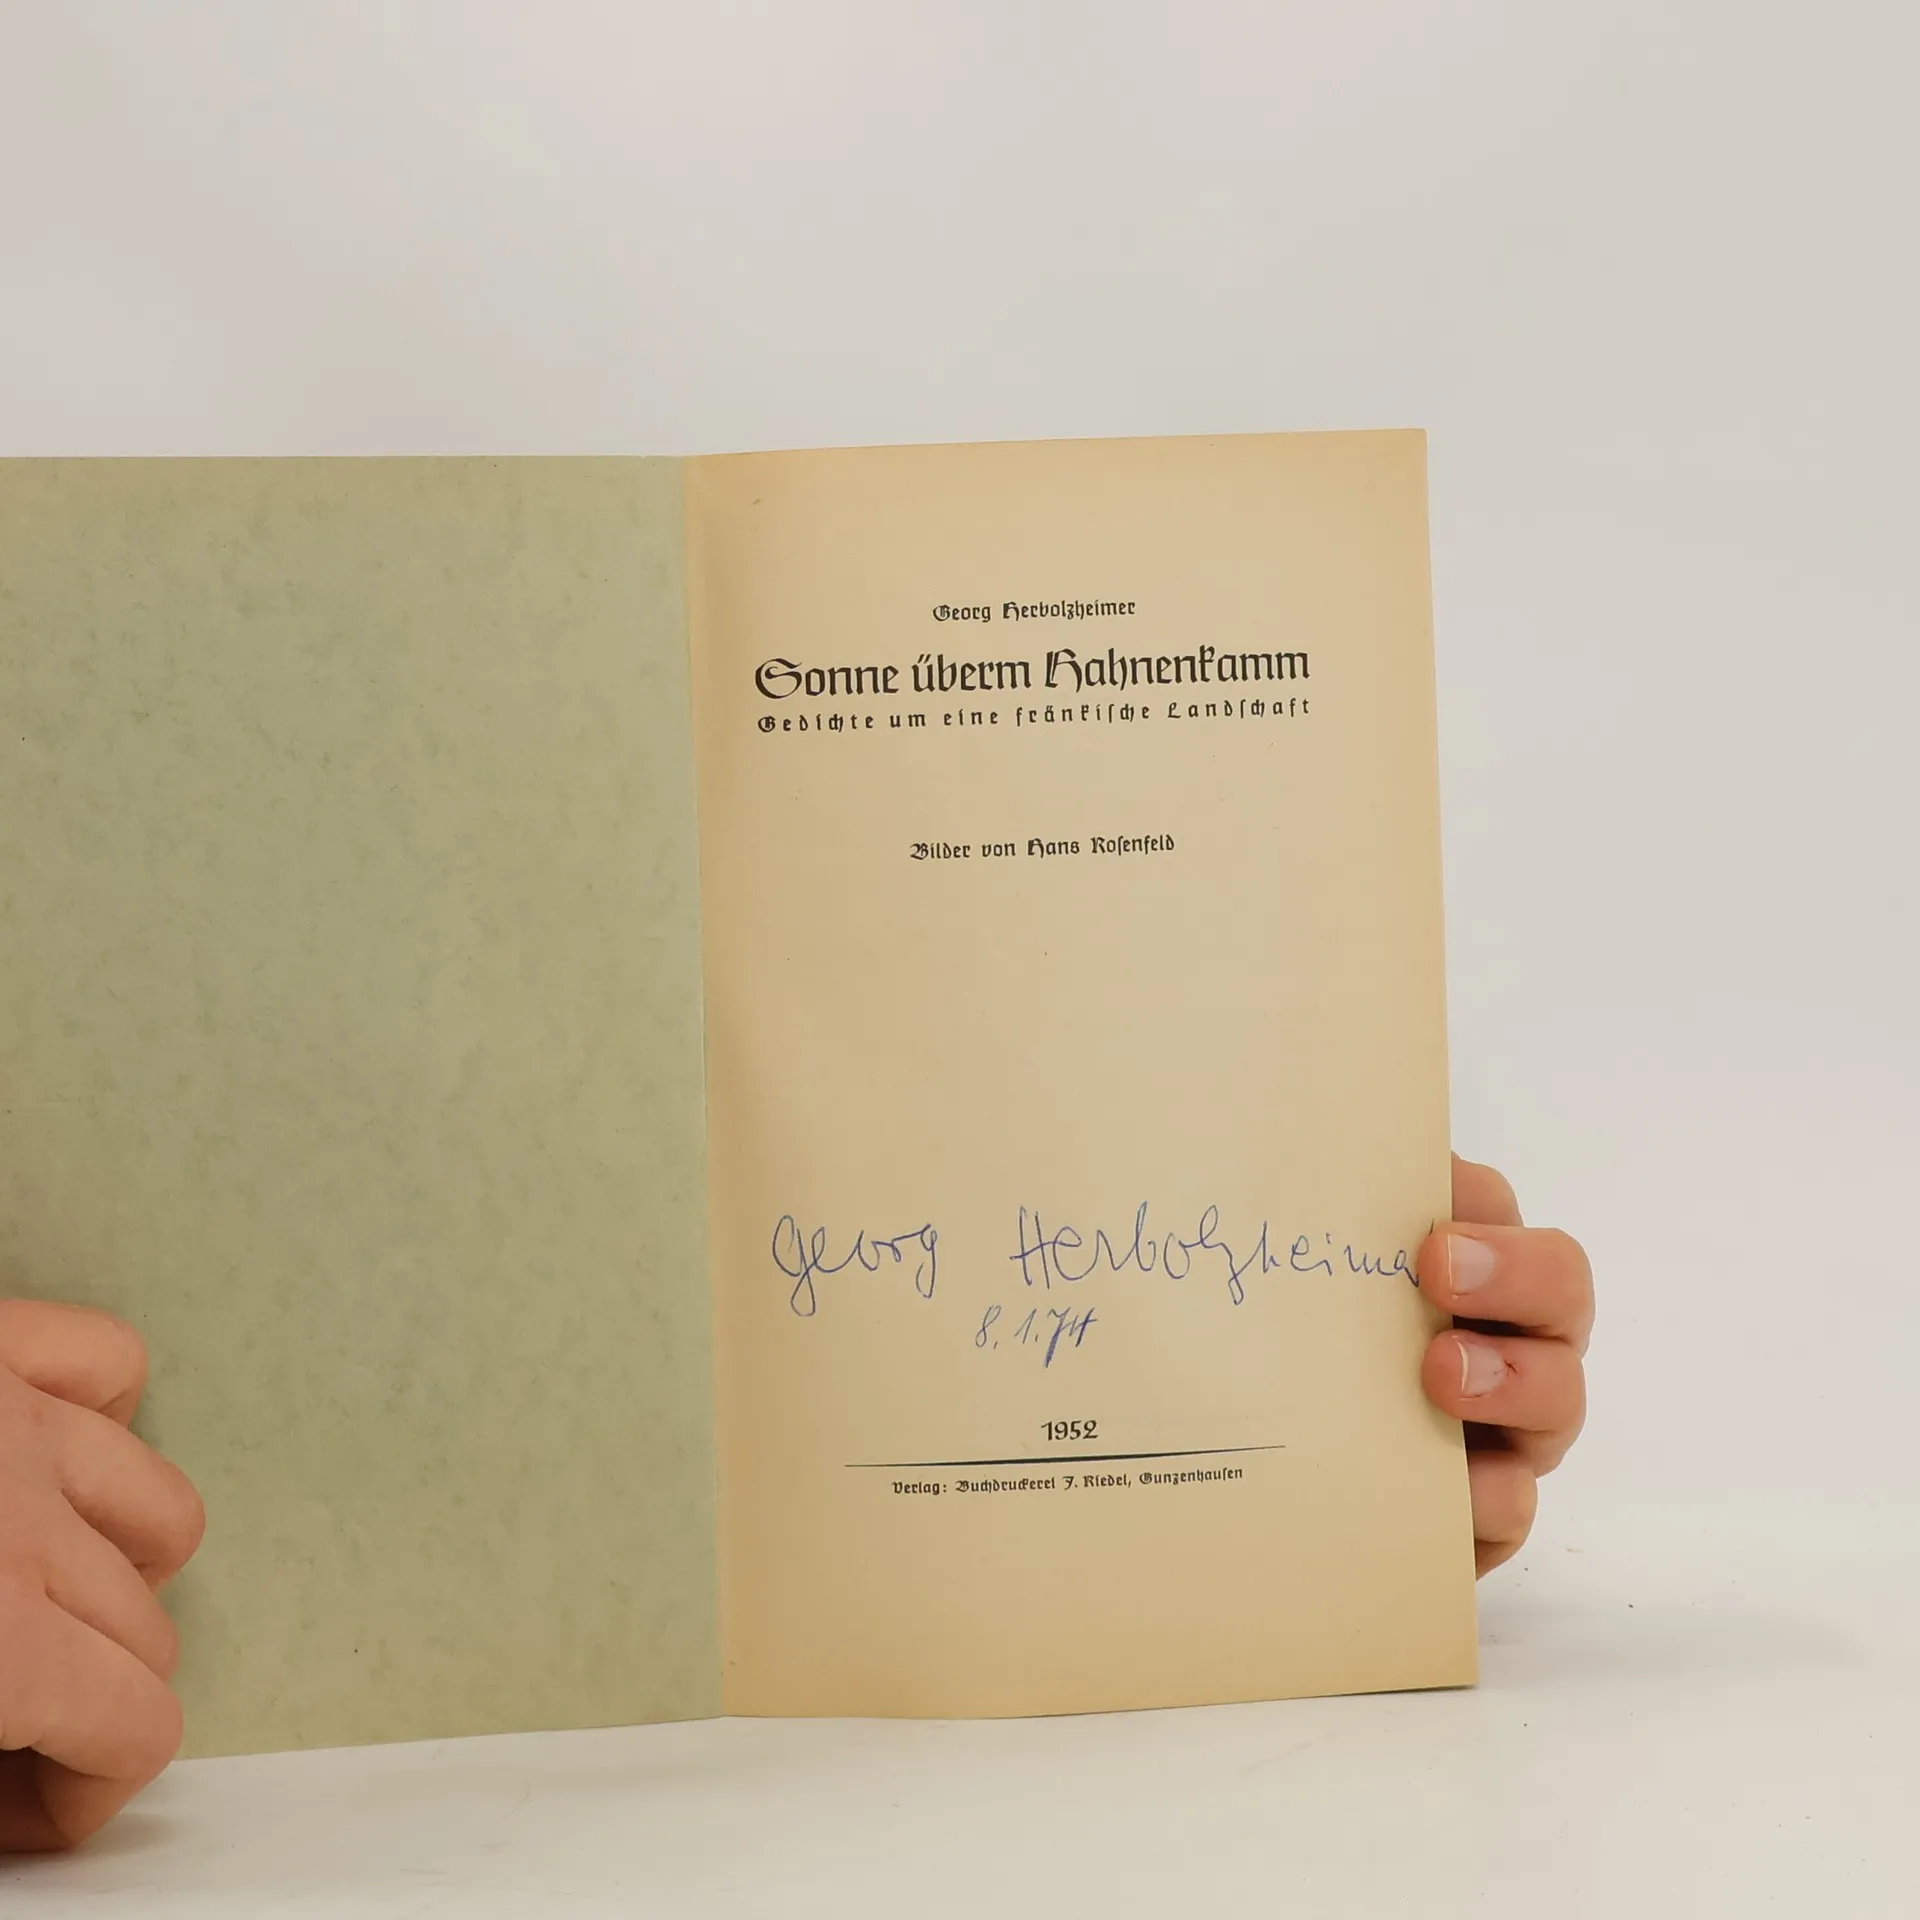 Georg Herbolzheimer
Sonne überm Hahnenkamm
Gedichte um eine fränkiſche Landſchaft
Bilder von Hans Roſenfeld
Georg Herbolzheimer
8.1.74
1952
Verlag: Buchdruckerei J. Riedel, Gunzenhauſen